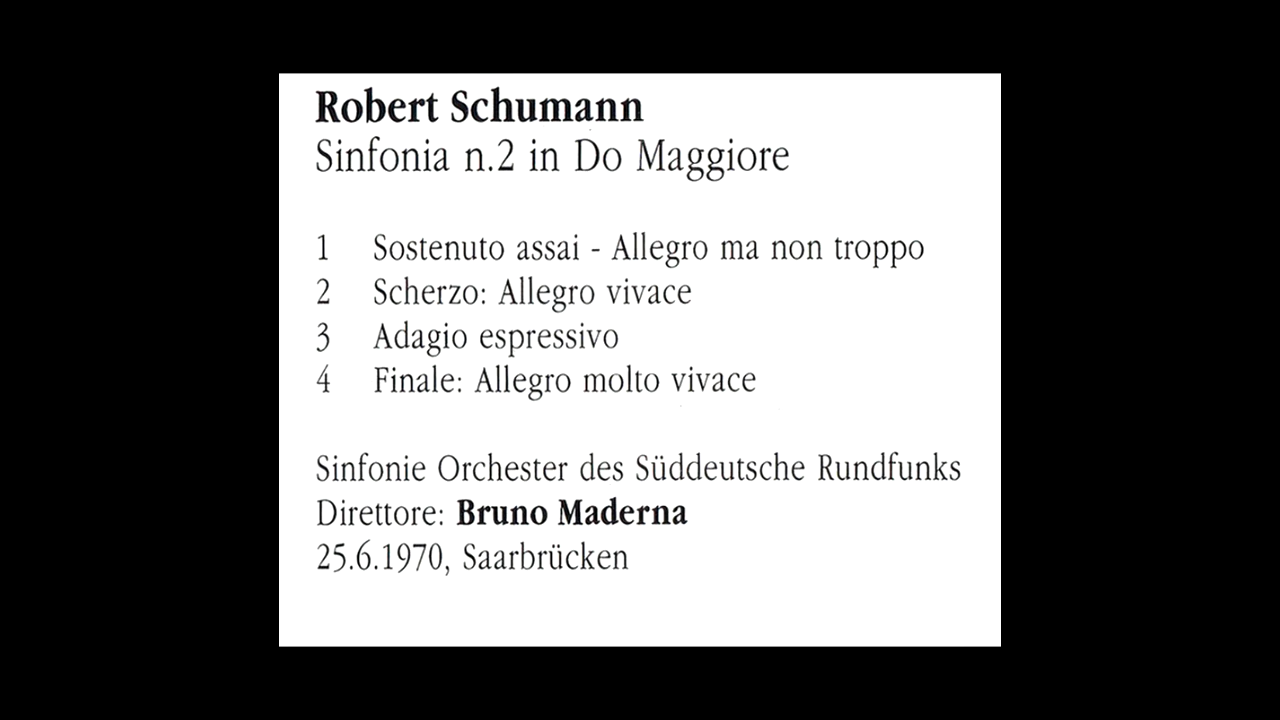 Robert Schumann
Sinfonia n.2 in Do Maggiore
1 Sostenuto assai - Allegro ma non troppo
2 Scherzo: Allegro vivace
3 Adagio espressivo
4 Finale: Allegro molto vivace
Sinfonie Orchester des Süddeutsche Rundfunks
Direttore: Bruno Maderna
25.6.1970, Saarbrücken